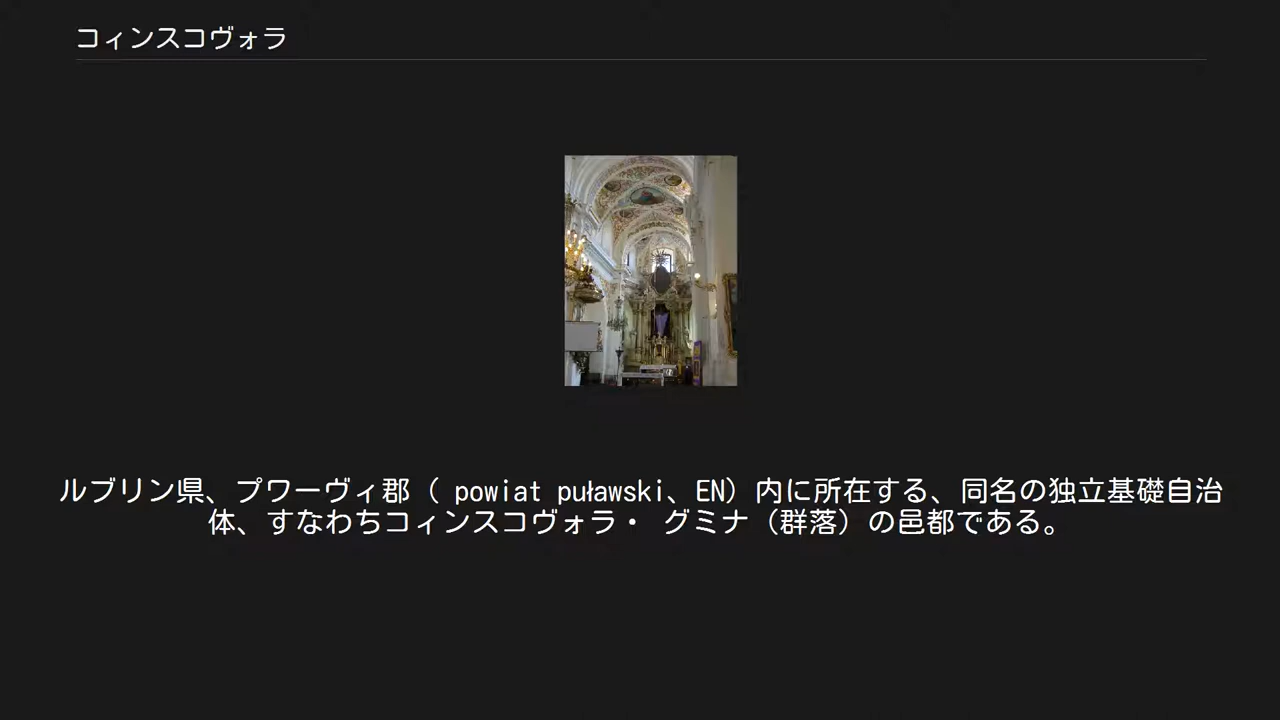 コィンスコヴォラ
ルブリン県、プワーヴィ郡（ powiat puławski、EN）内に所在する、同名の独立基礎自治
体、すなわちコィンスコヴォラ・ グミナ（群落）の邑都である。